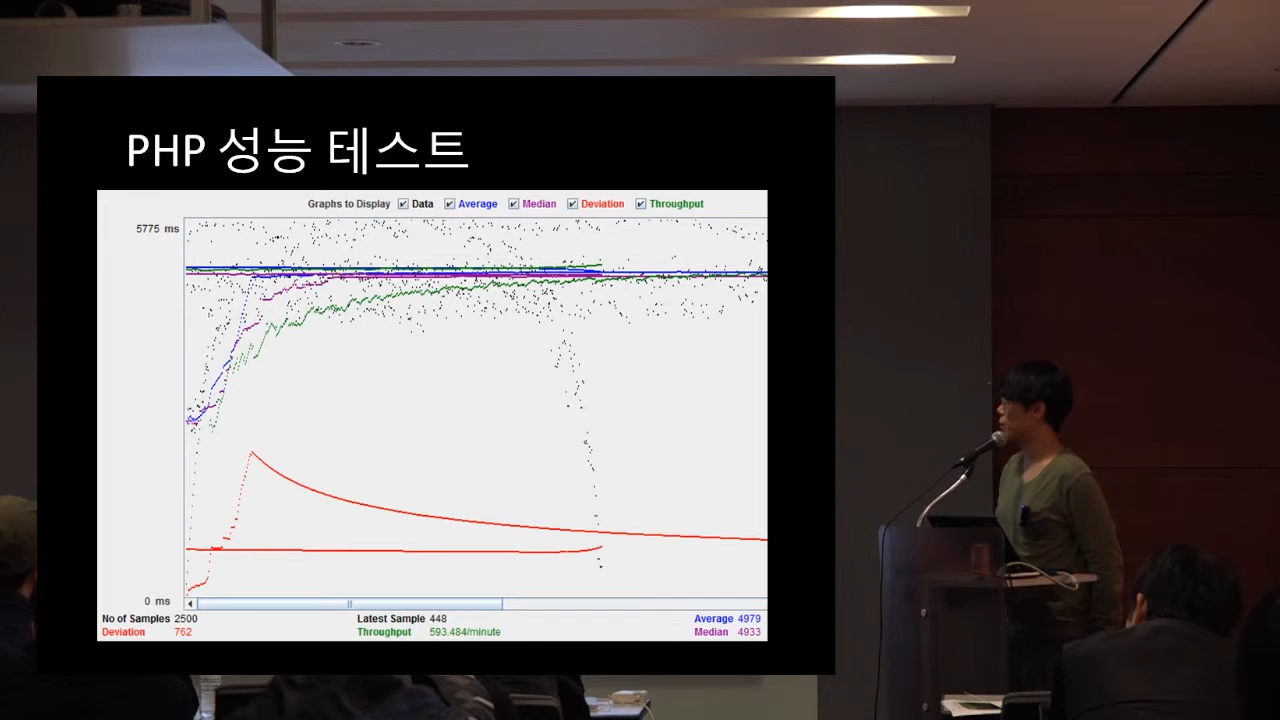 PHP 성능 테스트
Graphs to Display Data Average Median Deviation Throughput
5775 ms
0 ms
No of Samples 2500 Latest Sample 448 Average 4979
Deviation 762 Throughput 593.484/minute Median 4933